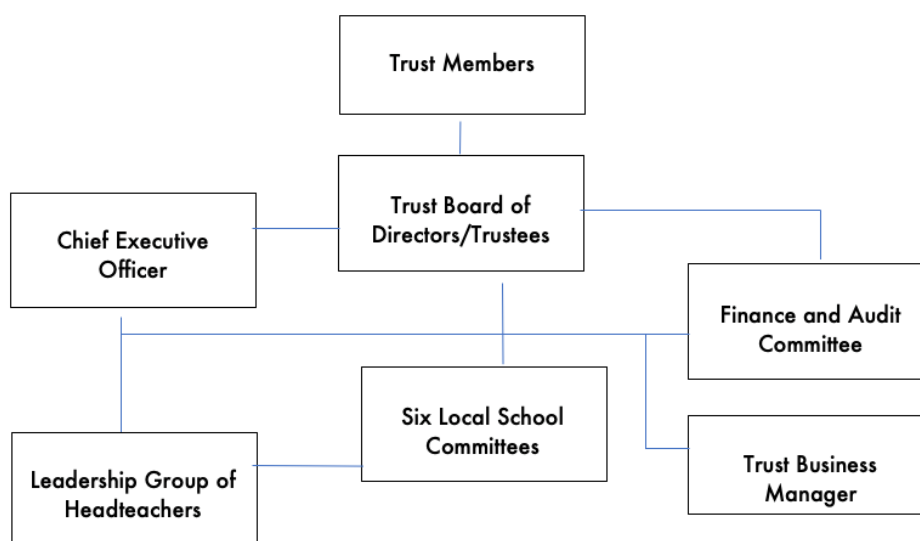 Trust Members
Trust Board of
Directors/Trustees
Chief Executive
Officer
Finance and Audit
Committee
Six Local School
Committees
Leadership Group of
Headteachers
Trust Business
Manager